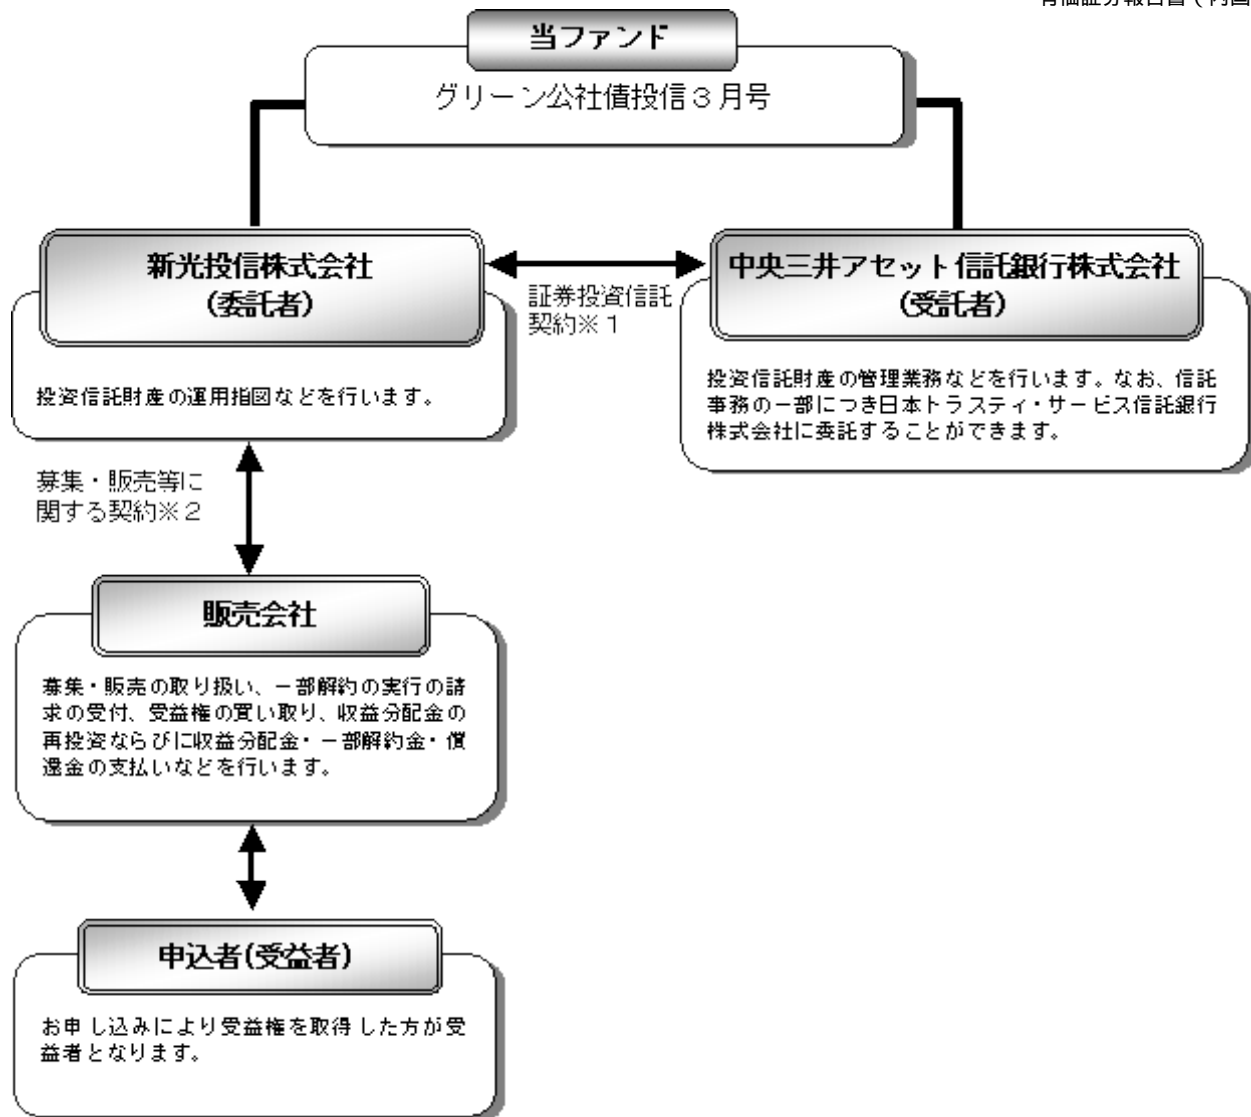 当ファンド
グリーン公社債投信３月号
新光投信株式会社
(委託者)
証券投資信託
契約※１
中央三井アセット信託銀行株式会社
(受託者)
投資信託財産の運用指図などを行います。
投資信託財産の管理業務などを行います。なお、信託
事務の一部につき日本トラスティ・サービス信託銀行
株式会社に委託することができます。
募集・販売等に
関する契約※２
販売会社
募集・販売の取り扱い、一部解約の実行の請
求の受付、受益権の買い取り、収益分配金の
再投資ならびに収益分配金・一部解約金・償
還金の支払いなどを行います。
申込者(受益者)
お申し込みにより受益権を取得した方が受
益者となります。